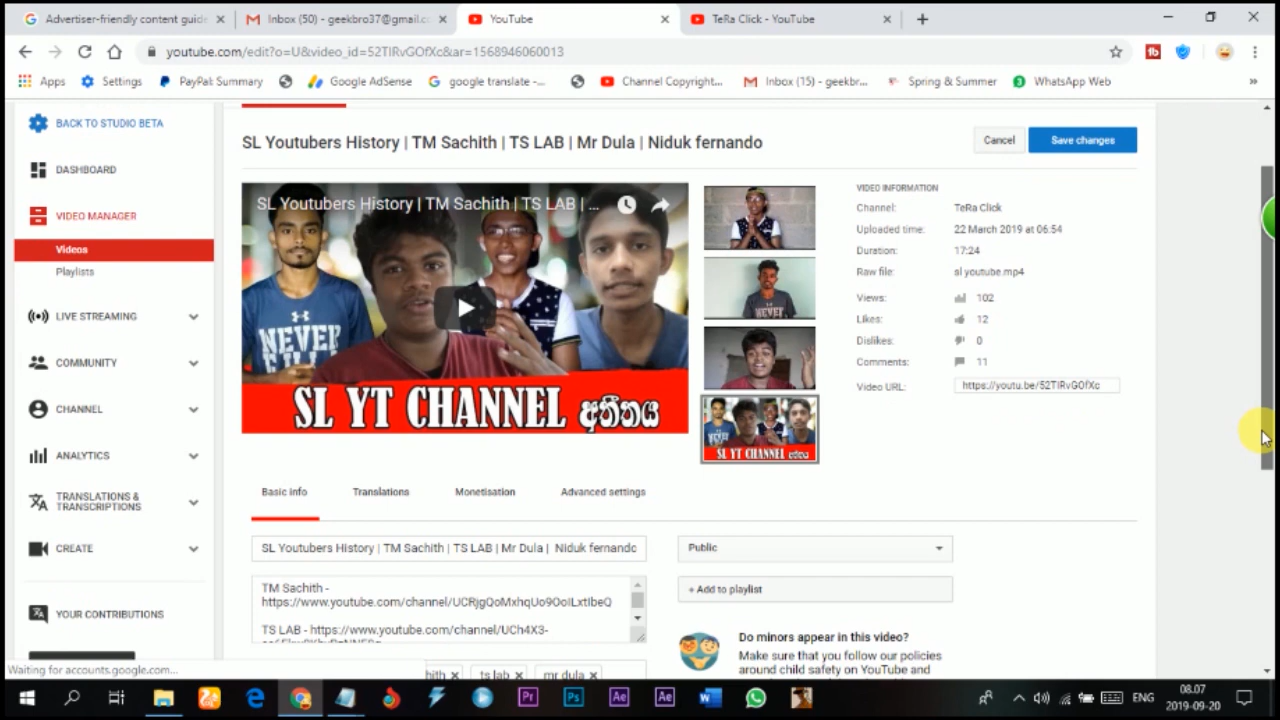 Advertiser-friendly content guide
Inbox (50) - geekbro37@gmail.c
YouTube
TeRa Click - YouTube
youtube.com/edit?o=U&video_id=52TIRvGOfXc&ar=1568946060013
Apps
Settings
PayPak Summary
Google AdSense
google translate -...
Channel Copyright...
Inbox (15) - geekbr...
Spring & Summer
WhatsApp Web
»
BACK TO STUDIO BETA
DASHBOARD
VIDEO MANAGER
Videos
Playlists
LIVE STREAMING
COMMUNITY
CHANNEL
ANALYTICS
TRANSLATIONS &
TRANSCRIPTIONS
CREATE
YOUR CONTRIBUTIONS
SL Youtubers History | TM Sachith | TS LAB | Mr Dula | Niduk fernando
Cancel
Save changes
SL Youtubers History | TM Sachith | TS LAB | ...
NEVER
SL YT CHANNEL අතීතය
SL YT CHANNEL අතීතය
VIDEO INFORMATION
Channel: TeRa Click
Uploaded time: 22 March 2019 at 06:54
Duration: 17:24
Raw file: sl youtube.mp4
Views: 102
Likes: 12
Dislikes: 0
Comments: 11
Video URL: https://youtu.be/52TIRvGOfXc
Basic info
Translations
Monetisation
Advanced settings
SL Youtubers History | TM Sachith | TS LAB | Mr Dula | Niduk fernando
Public
TM Sachith -
https://www.youtube.com/channel/UCRjgQoMxhqUo9OoILxtIbeQ
TS LAB - https://www.youtube.com/channel/UCh4X3-
+ Add to playlist
Do minors appear in this video?
Make sure that you follow our policies
around child safety on YouTube and
hith ×
ts lab ×
mr dula ×
Waiting for accounts.google.com...
ENG
08.07
2019-09-20